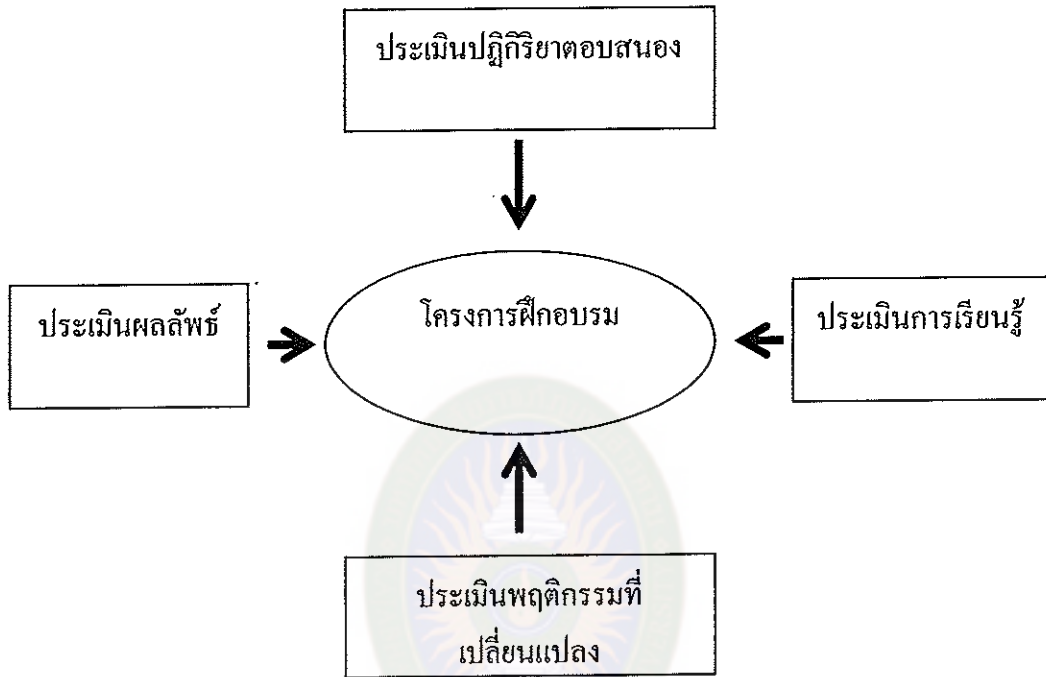 ประเมินปฏิกิริยาตอบสนอง
โครงการฝึกอบรม
ประเมินผลลัพธ์
ประเมินการเรียนรู้
ประเมินพฤติกรรมที่
เปลี่ยนแปลง